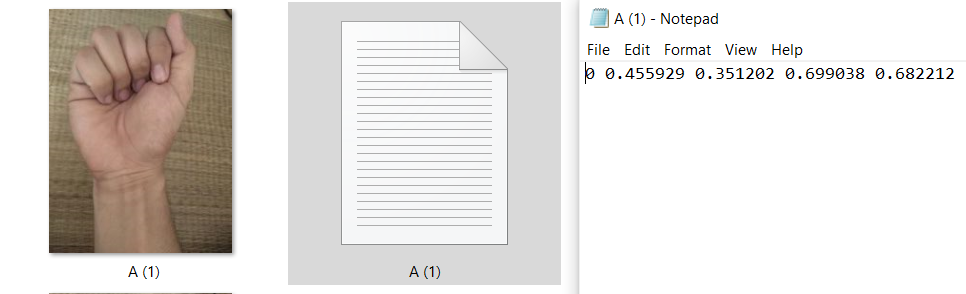 A (1)
A (1)
A (1) - Notepad
File Edit Format View Help
0 0.455929 0.351202 0.699038 0.682212